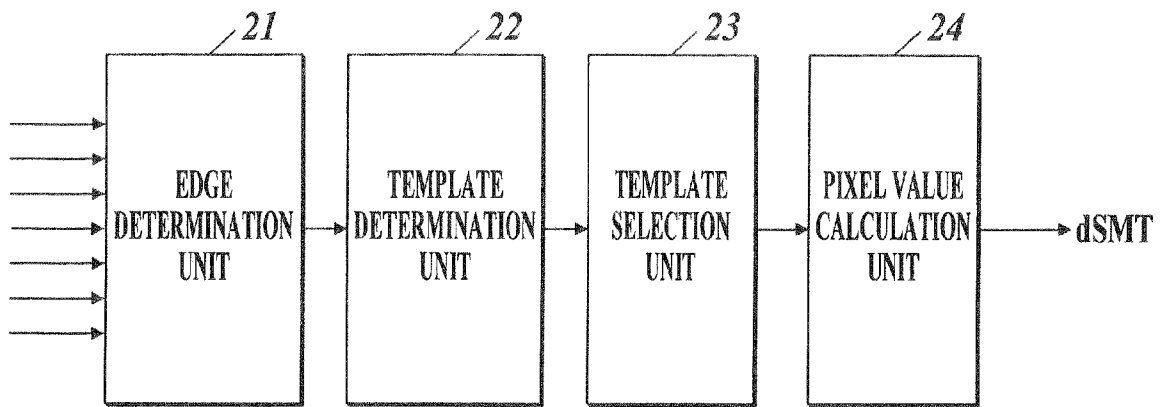 21
22
23
24
EDGE
DETERMINATION
UNIT
TEMPLATE
DETERMINATION
UNIT
TEMPLATE
SELECTION
UNIT
PIXEL VALUE
CALCULATION
UNIT
dSMT